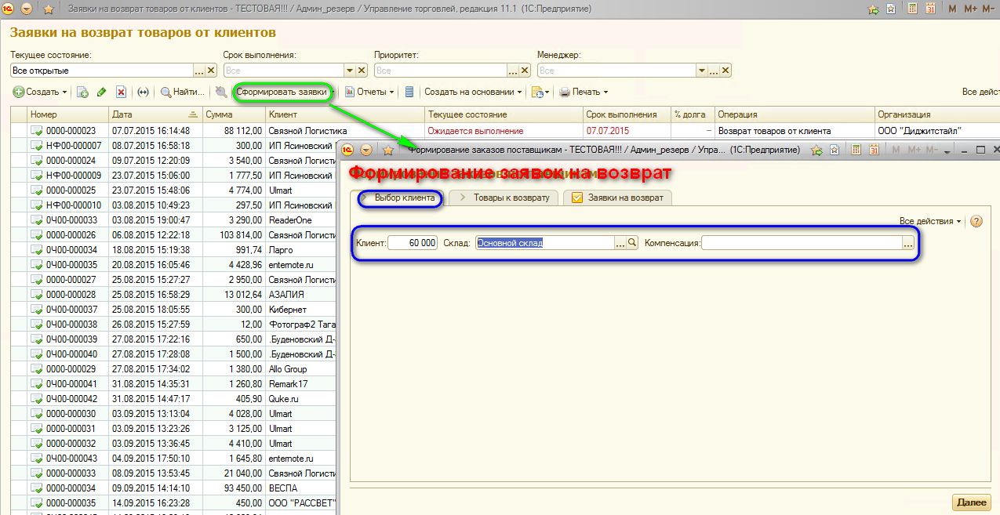 Заявки на возврат товаров от клиентов - ТЕСТОВАЯ!!! / Админ_резерв / Управление торговлей, редакция 11.1 (1С:Предприятие) M M+ M-
Заявки на возврат товаров от клиентов
Текущее состояние: Срок выполнения: Приоритет: Менеджер:
Все открытые Все Все Все
Создать Найти... Сформировать заявки Отчеты Создать на основании Печать Все дейст
Номер Дата Сумма Клиент Текущее состояние Срок выполнения % долга Операция Организация
0000-000023 07.07.2015 16:14:48 88 112,00 Связной Логистика Ожидается выполнение 07.07.2015 – Возврат товаров от клиента ООО "Диджитстайл"
НФ00-000007 08.07.2015 16:58:18 300,00 ИП Ясиновский
0000-000024 09.07.2015 12:20:09 3 540,00 Связной Логисти
НФ00-000009 23.07.2015 15:06:00 1 777,50 ИП Ясиновский
0000-000025 23.07.2015 15:48:06 4 774,00 Ulmart
НФ00-000010 03.08.2015 10:49:23 297,50 ИП Ясиновский
0Ч00-000033 03.08.2015 19:00:47 3 290,00 ReaderOne
0000-000026 06.08.2015 12:22:18 103 814,00 Связной Логисти
0Ч00-000034 18.08.2015 15:19:38 991,74 Ларго
0Ч00-000035 20.08.2015 16:05:46 4 428,96 entemote.ru
0000-000027 25.08.2015 15:27:27 2 950,00 Связной Логисти
0000-000028 25.08.2015 16:58:29 13 012,64 АЗАЛИЯ
0Ч00-000037 25.08.2015 18:05:55 300,00 Кибернет
0Ч00-000038 26.08.2015 15:27:59 12,00 Фотограф2 Тага
0Ч00-000039 27.08.2015 17:22:16 650,00 .Буденовский Д-
0Ч00-000040 27.08.2015 17:28:08 1 500,00 .Буденовский Д-
0000-000029 27.08.2015 17:34:02 1 380,00 Allo Group
0Ч00-000041 31.08.2015 14:35:31 1 260,80 Remark17
0Ч00-000042 31.08.2015 14:47:17 405,90 Quke.ru
0000-000030 03.09.2015 13:13:04 4 028,00 Ulmart
0000-000031 03.09.2015 13:23:26 3 125,00 Ulmart
0000-000032 03.09.2015 13:36:45 4 410,00 Ulmart
0Ч00-000043 04.09.2015 17:50:10 1 645,80 entemote.ru
0000-000033 08.09.2015 13:53:45 21 040,00 Связной Логисти
0000-000034 09.09.2015 14:14:10 93 450,00 ВЕСПА
0000-000035 14.09.2015 16:23:28 450,00 ООО "РАССВЕТ"
Формирование заказов поставщикам - ТЕСТОВАЯ!!! / Админ_резерв / Упра... (1С:Предприятие) M M+ M-
Формирование заявок на возврат
Выбор клиента Товары к возврату Заявки на возврат
Все действия ?
Клиент: 60 000 Склад: Основной склад Компенсация:
Далее